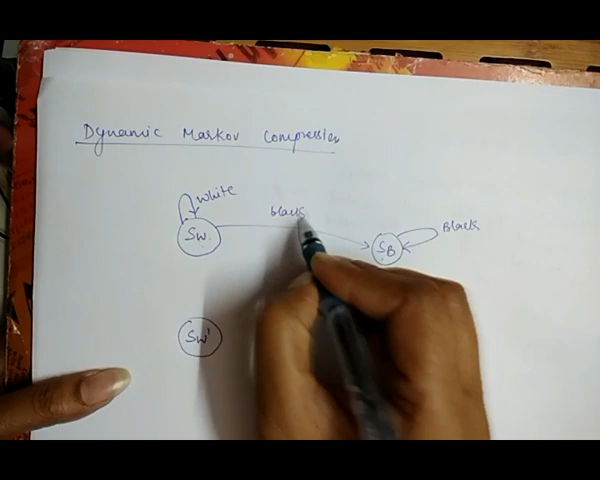 Dynamic Markov Compression
white
black
Sw
SB
Black
Sw'